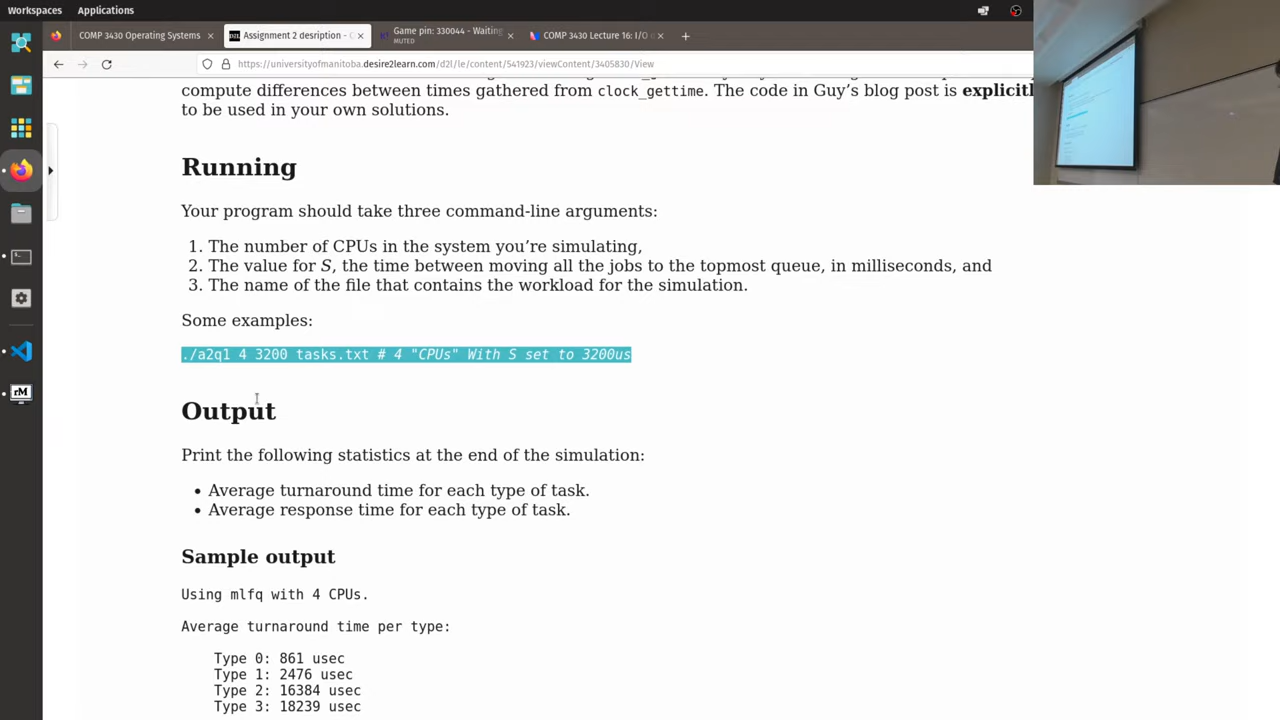 Workspaces Applications
COMP 3430 Operating Systems × Assignment 2 desription - C × Game pin: 330044 - Waiting × COMP 3430 Lecture 16: I/O c × +
MUTED
https://universityofmanitoba.desire2learn.com/d2l/le/content/541923/viewContent/3405830/View
compute differences between times gathered from clock_gettime. The code in Guy's blog post is explicitl
to be used in your own solutions.
Running
Your program should take three command-line arguments:
1. The number of CPUs in the system you're simulating,
2. The value for S, the time between moving all the jobs to the topmost queue, in milliseconds, and
3. The name of the file that contains the workload for the simulation.
Some examples:
./a2q1 4 3200 tasks.txt # 4 "CPUs" With S set to 3200us
Output
Print the following statistics at the end of the simulation:
• Average turnaround time for each type of task.
• Average response time for each type of task.
Sample output
Using mlfq with 4 CPUs.
Average turnaround time per type:
Type 0: 861 usec
Type 1: 2476 usec
Type 2: 16384 usec
Type 3: 18239 usec
rM